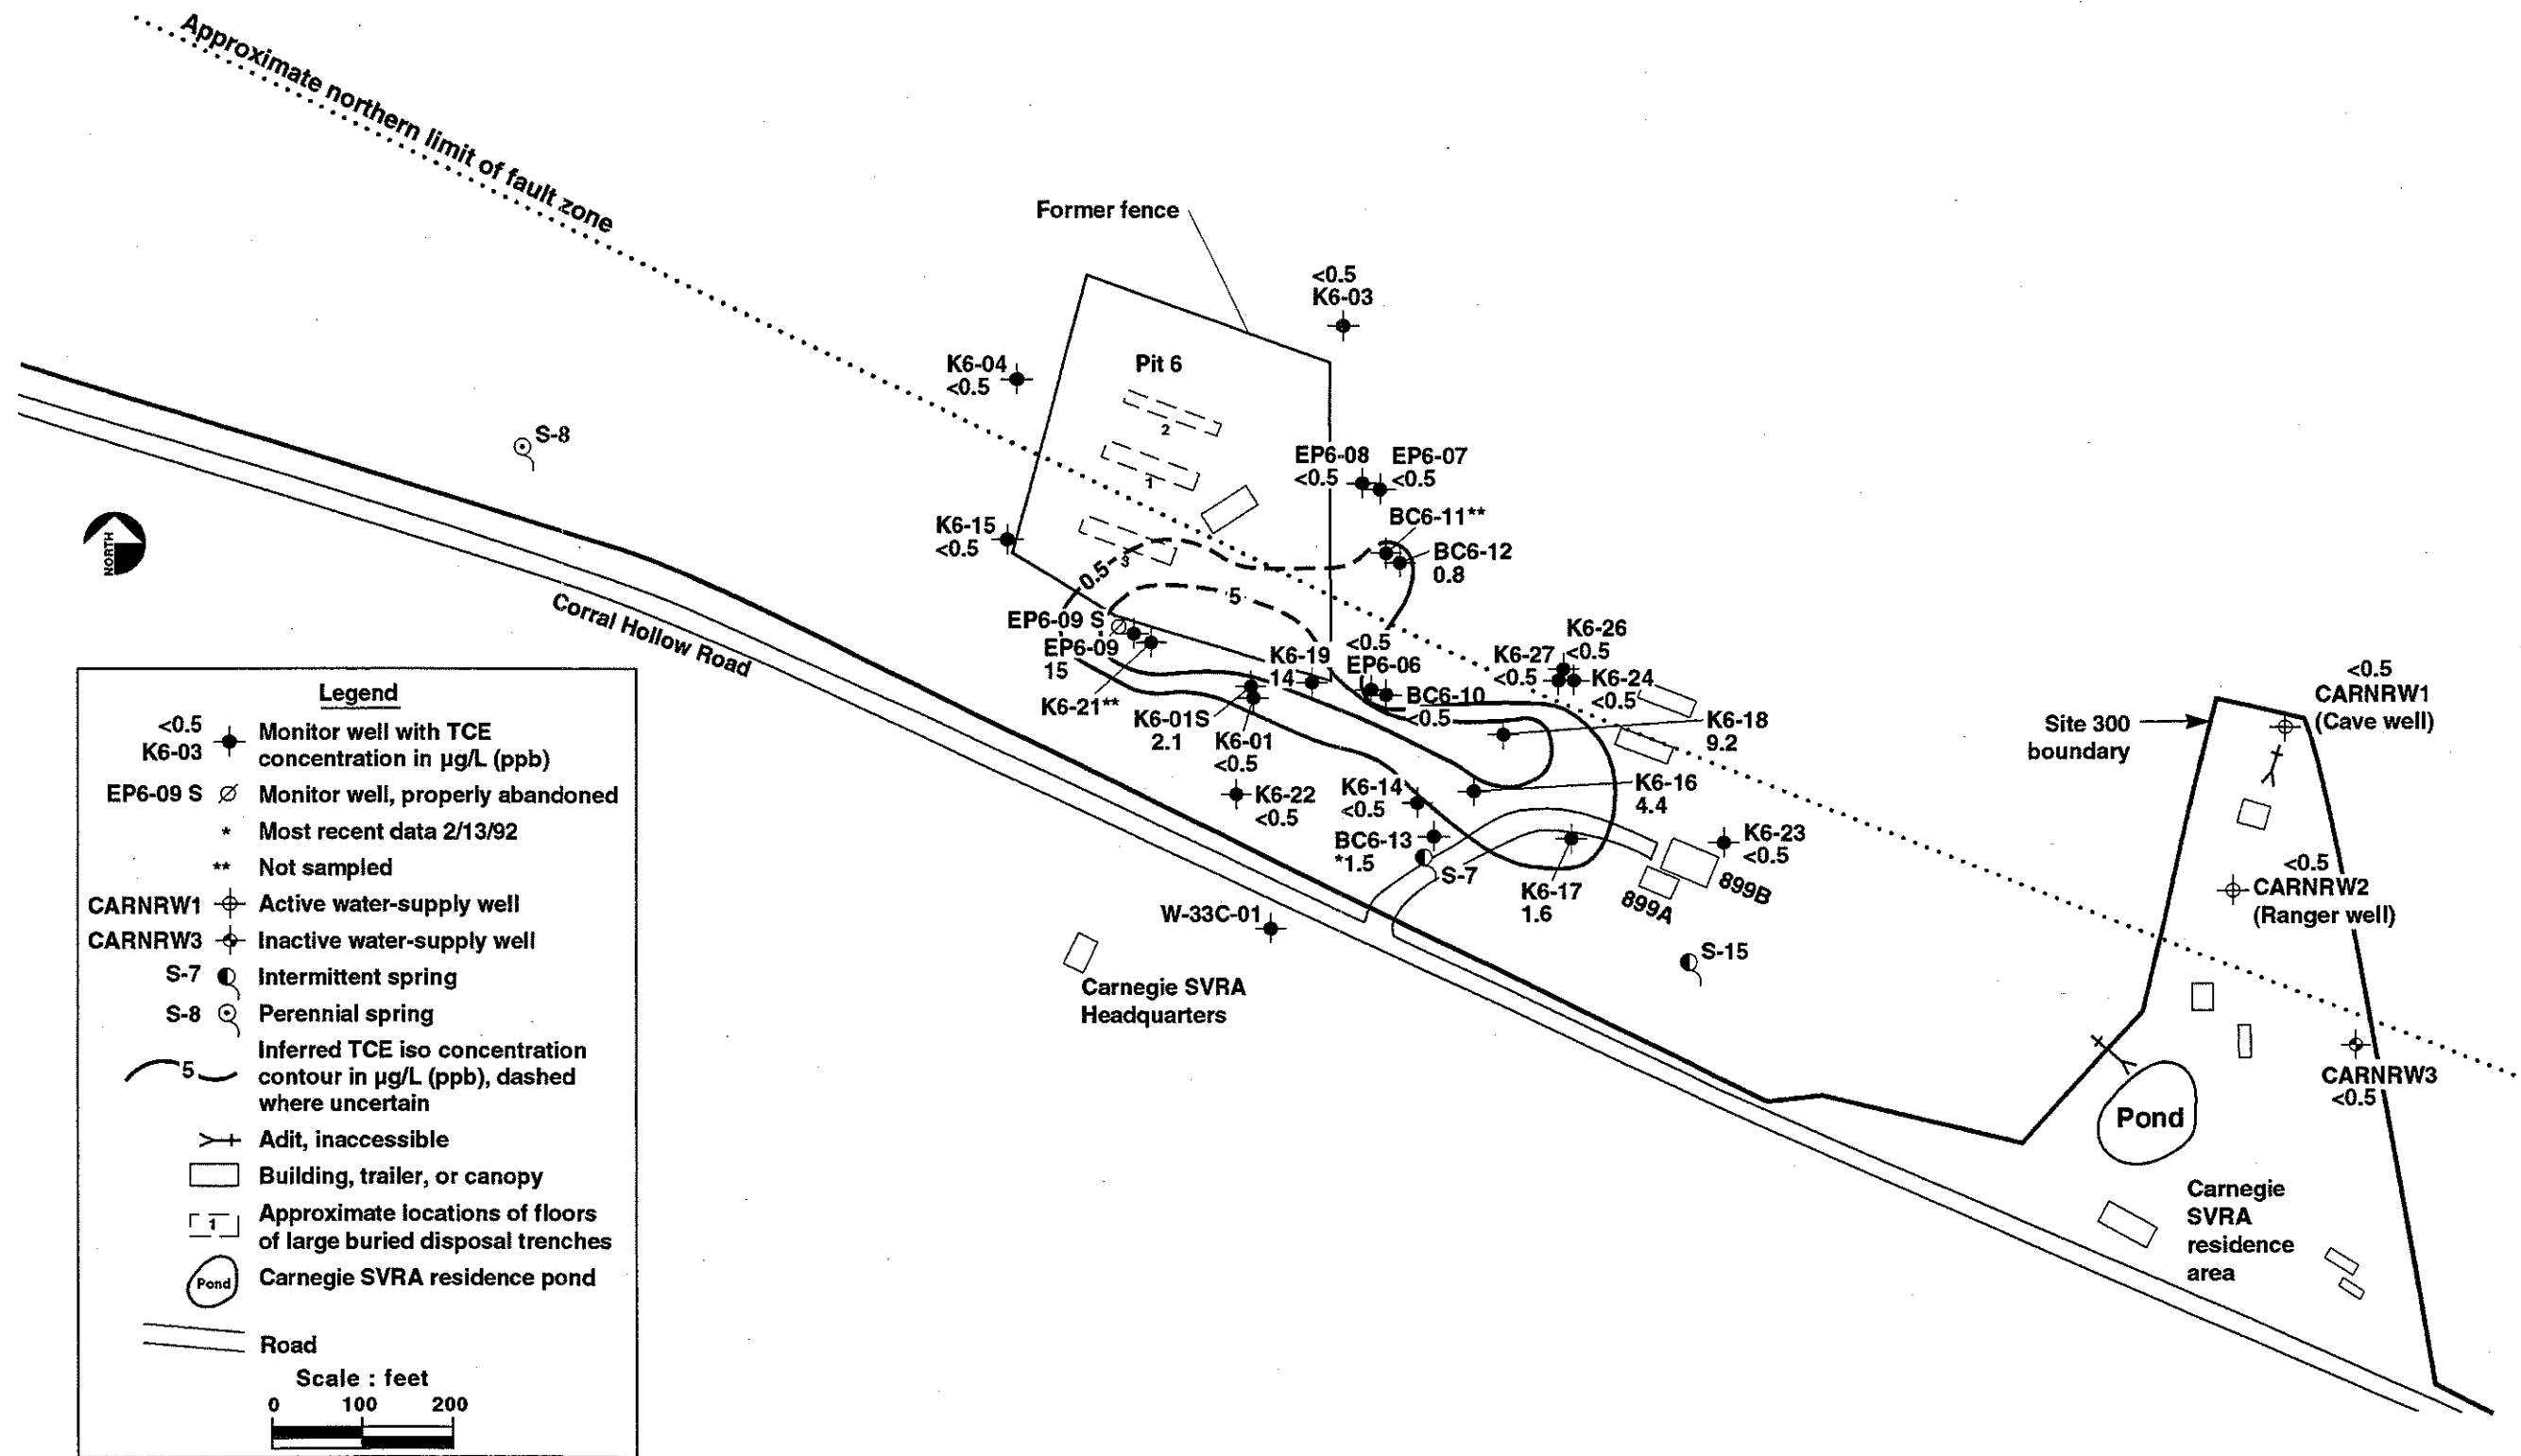 Approximate northern limit of fault zone
Former fence
<0.5
K6-03
K6-04
<0.5
Pit 6
2
1
3
S-8
EP6-08
<0.5
EP6-07
<0.5
BC6-11**
BC6-12
0.8
K6-15
<0.5
NORTH
0.5
5
Corral Hollow Road
EP6-09 S
EP6-09
15
K6-21**
K6-19
14
<0.5
EP6-06
BC6-10
<0.5
K6-26
<0.5
K6-27
<0.5
K6-24
<0.5
K6-01S
2.1
K6-01
<0.5
K6-18
9.2
K6-16
4.4
K6-22
<0.5
K6-14
<0.5
BC6-13
*1.5
S-7
K6-17
1.6
K6-23
<0.5
899B
899A
W-33C-01
S-15
Carnegie SVRA
Headquarters
Site 300
boundary
<0.5
CARNRW1
(Cave well)
<0.5
CARNRW2
(Ranger well)
CARNRW3
<0.5
Pond
Carnegie
SVRA
residence
area
Legend
<0.5
K6-03
Monitor well with TCE
concentration in µg/L (ppb)
EP6-09 S Monitor well, properly abandoned
* Most recent data 2/13/92
** Not sampled
CARNRW1 Active water-supply well
CARNRW3 Inactive water-supply well
S-7 Intermittent spring
S-8 Perennial spring
5
Inferred TCE iso concentration
contour in µg/L (ppb), dashed
where uncertain
Adit, inaccessible
Building, trailer, or canopy
1
Approximate locations of floors
of large buried disposal trenches
Pond Carnegie SVRA residence pond
Road
Scale : feet
0 100 200